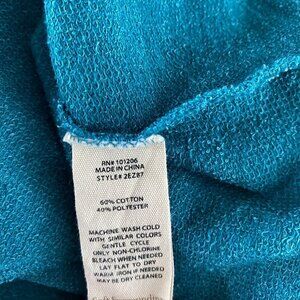 RN# 101206
MADE IN CHINA
STYLE# 2EZ87
60% COTTON
40% POLYESTER
MACHINE WASH COLD
WITH SIMILAR COLORS
GENTLE CYCLE
ONLY NON-CHLORINE
BLEACH WHEN NEEDED
LAY FLAT TO DRY
WARM IRON IF NEEDED
MAY BE DRY CLEANED